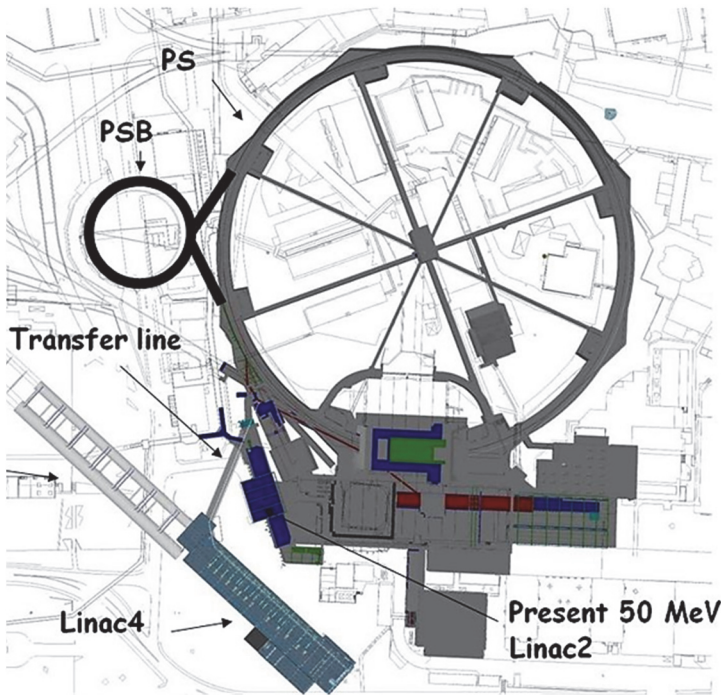 PS
PSB
Transfer line
Linac4
Present 50 MeV
Linac2